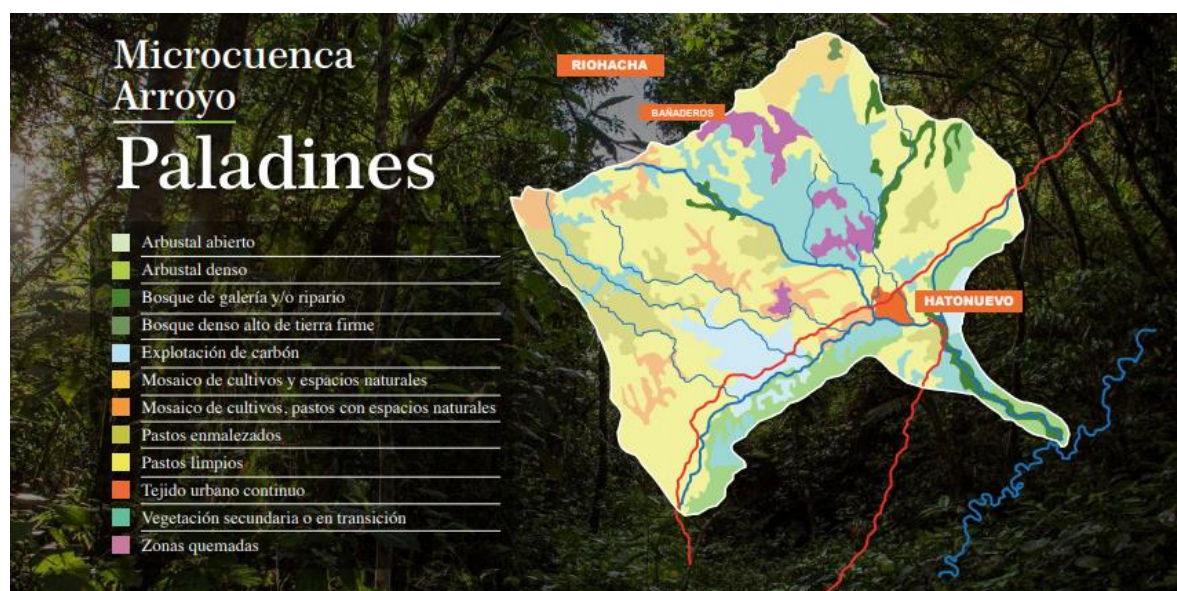 Microcuenca
Arroyo
Paladines
Arbustal abierto
Arbustal denso
Bosque de galería y/o ripario
Bosque denso alto de tierra firme
Explotación de carbón
Mosaico de cultivos y espacios naturales
Mosaico de cultivos, pastos con espacios naturales
Pastos enmalezados
Pastos limpios
Tejido urbano continuo
Vegetación secundaria o en transición
Zonas quemadas
RIOHACHA
BAÑADEROS
HATONUEVO